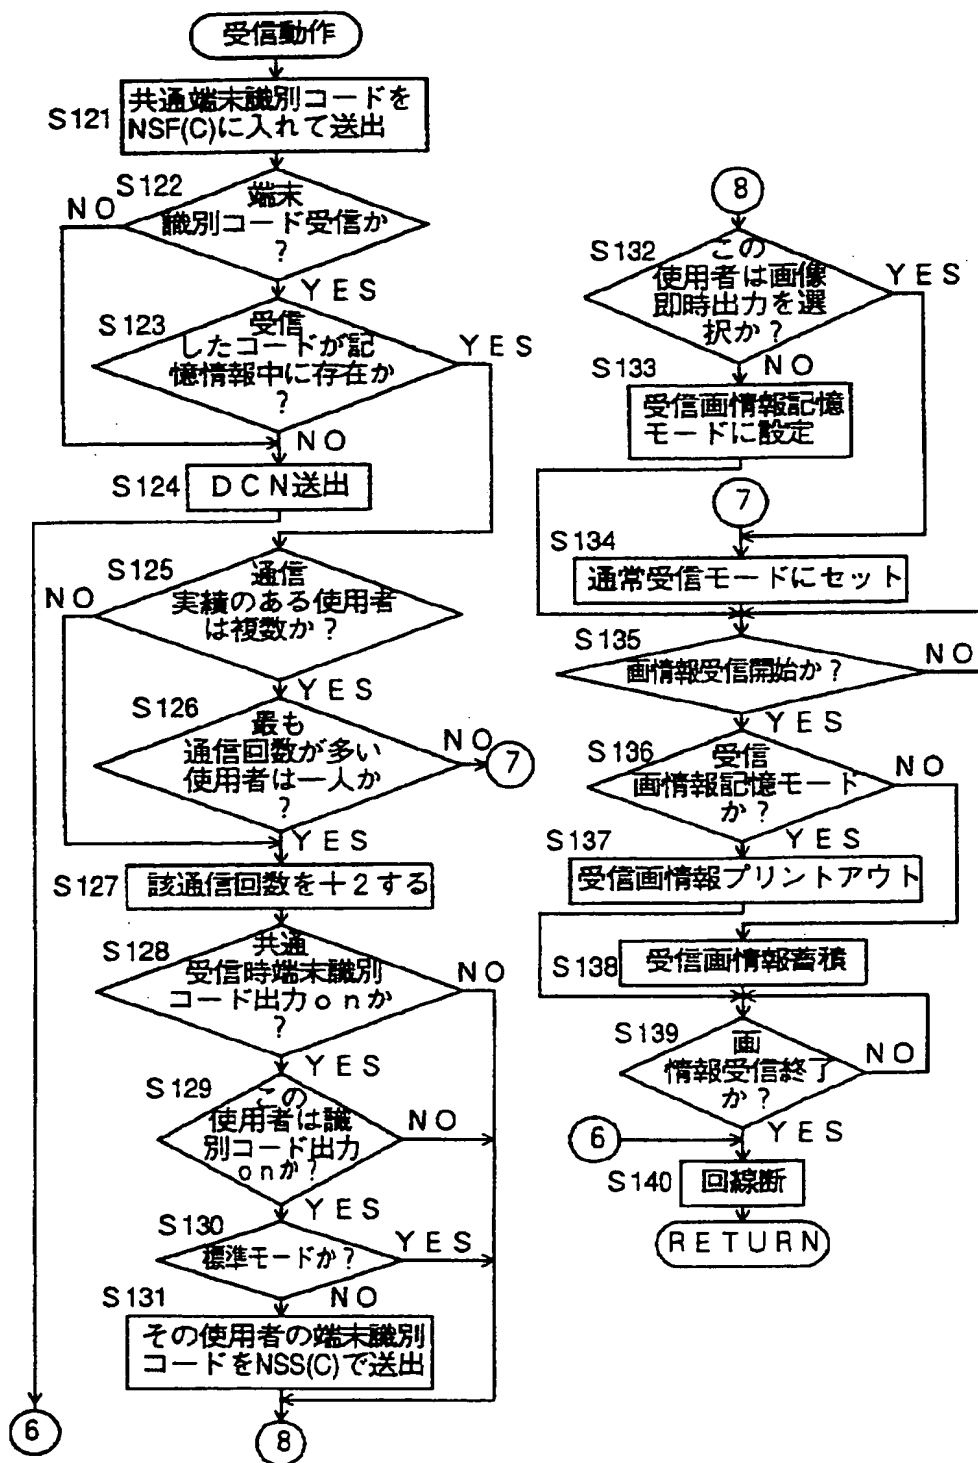 受信動作
S121
共通端末識別コードを
NSF(C)に入れて送出
S122
NO
端末
識別コード受信か
?
YES
S123
受信
したコードが記
憶情報中に存在か
?
YES
NO
S124
DCN送出
S125
NO
通信
実績のある使用者
は複数か?
YES
S126
最も
通信回数が多い
使用者は一人か
?
NO
7
YES
S127
該通信回数を+2する
S128
共通
受信時端末識別
コード出力onか
?
NO
YES
S129
この
使用者は識
別コード出力
onか?
NO
YES
S130
標準モードか?
YES
NO
S131
その使用者の端末識別
コードをNSS(C)で送出
6
8
8
S132
この
使用者は画像
即時出力を選
択か?
YES
NO
S133
受信画情報記憶
モードに設定
7
S134
通常受信モードにセット
S135
画情報受信開始か?
NO
YES
S136
受信
画情報記憶モード
か?
NO
YES
S137
受信画情報プリントアウト
S138
受信画情報蓄積
S139
画
情報受信終了
か?
NO
YES
6
S140
回線断
RETURN